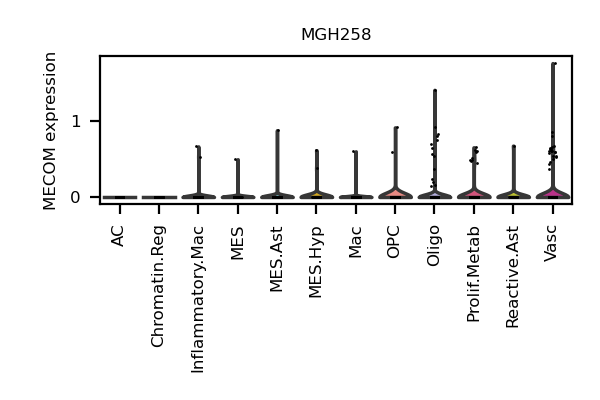 MGH258
MECOM expression
1
0
AC
Chromatin.Reg
Inflammatory.Mac
MES
MES.Ast
MES.Hyp
Mac
OPC
Oligo
Prolif.Metab
Reactive.Ast
Vasc